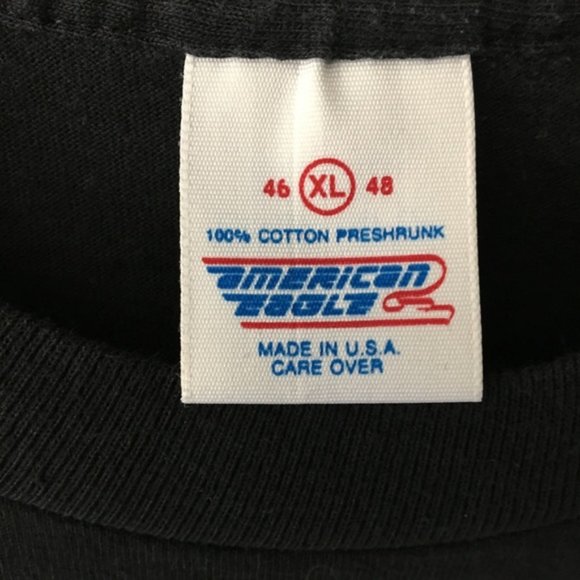 46 XL 48
100% COTTON PRESHRUNK
AMERICAN
EAGLE
MADE IN U.S.A.
CARE OVER